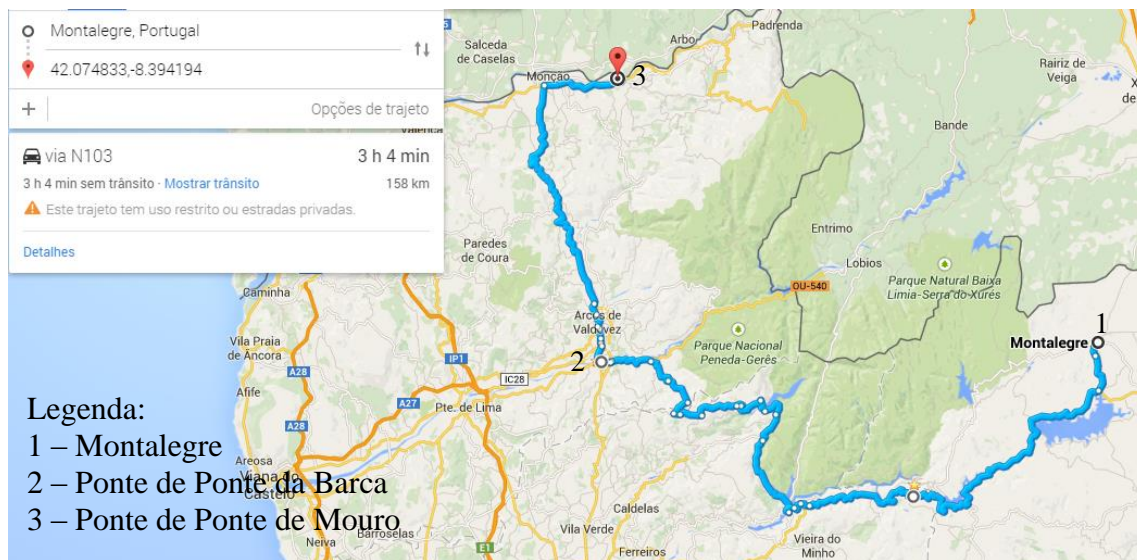 Montalegre, Portugal
42.074833,-8.394194
Opções de trajeto
via N103
3 h 4 min
3 h 4 min sem trânsito · Mostrar trânsito
158 km
Este trajeto tem uso restrito ou estradas privadas.
Detalhes
Padrenda
Arbo
Salceda
de Caselas
Monção
3
Rairiz de
Veiga
Bande
Paredes
de Coura
Entrimo
Lobios
OU-540
Parque Natural Baixa
Limia-Serra do Xurés
Caminha
Arcos de
Valdevez
Parque Nacional
Peneda-Gerês
1
Montalegre
Vila Praia
de Âncora
IP1
A28
2
IC28
Afife
A27
Pte. de Lima
A28
Legenda:
1 – Montalegre
2 – Ponte de Ponte da Barca
3 – Ponte de Ponte de Mouro
Areosa
Viana do
Castelo
Neiva
Barroselas
E1
Vila Verde
Caldelas
Ferreiros
Vieira do
Minho